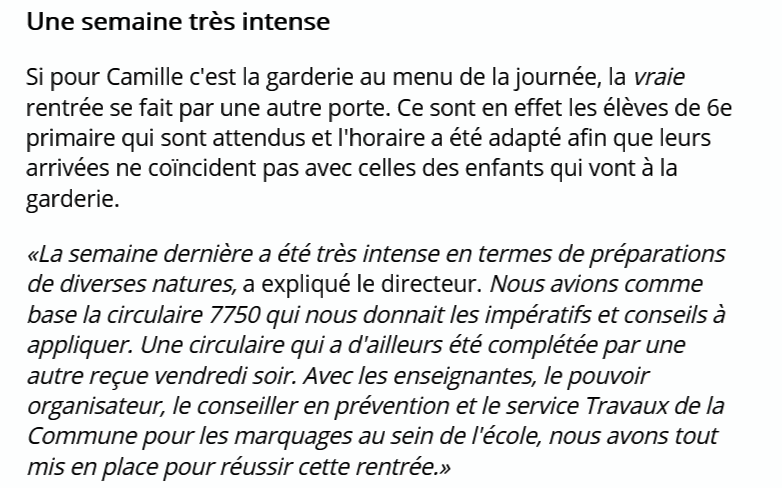 Une semaine très intense
Si pour Camille c'est la garderie au menu de la journée, la vraie
rentrée se fait par une autre porte. Ce sont en effet les élèves de 6e
primaire qui sont attendus et l'horaire a été adapté afin que leurs
arrivées ne coïncident pas avec celles des enfants qui vont à la
garderie.
«La semaine dernière a été très intense en termes de préparations
de diverses natures, a expliqué le directeur. Nous avions comme
base la circulaire 7750 qui nous donnait les impératifs et conseils à
appliquer. Une circulaire qui a d'ailleurs été complétée par une
autre reçue vendredi soir. Avec les enseignantes, le pouvoir
organisateur, le conseiller en prévention et le service Travaux de la
Commune pour les marquages au sein de l'école, nous avons tout
mis en place pour réussir cette rentrée.»